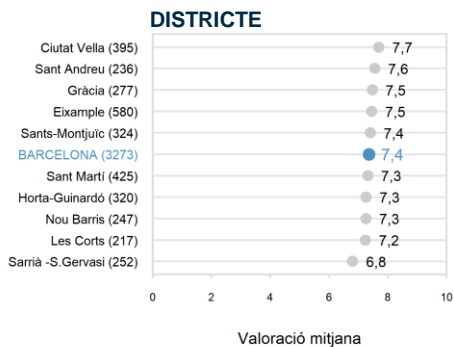 DISTRICTE
Ciutat Vella (395) 7,7
Sant Andreu (236) 7,6
Gràcia (277) 7,5
Eixample (580) 7,5
Sants-Montjuïc (324) 7,4
BARCELONA (3273) 7,4
Sant Martí (425) 7,3
Horta-Guinardó (320) 7,3
Nou Barris (247) 7,3
Les Corts (217) 7,2
Sarrià -S.Gervasi (252) 6,8
0 2 4 6 8 10
Valoració mitjana